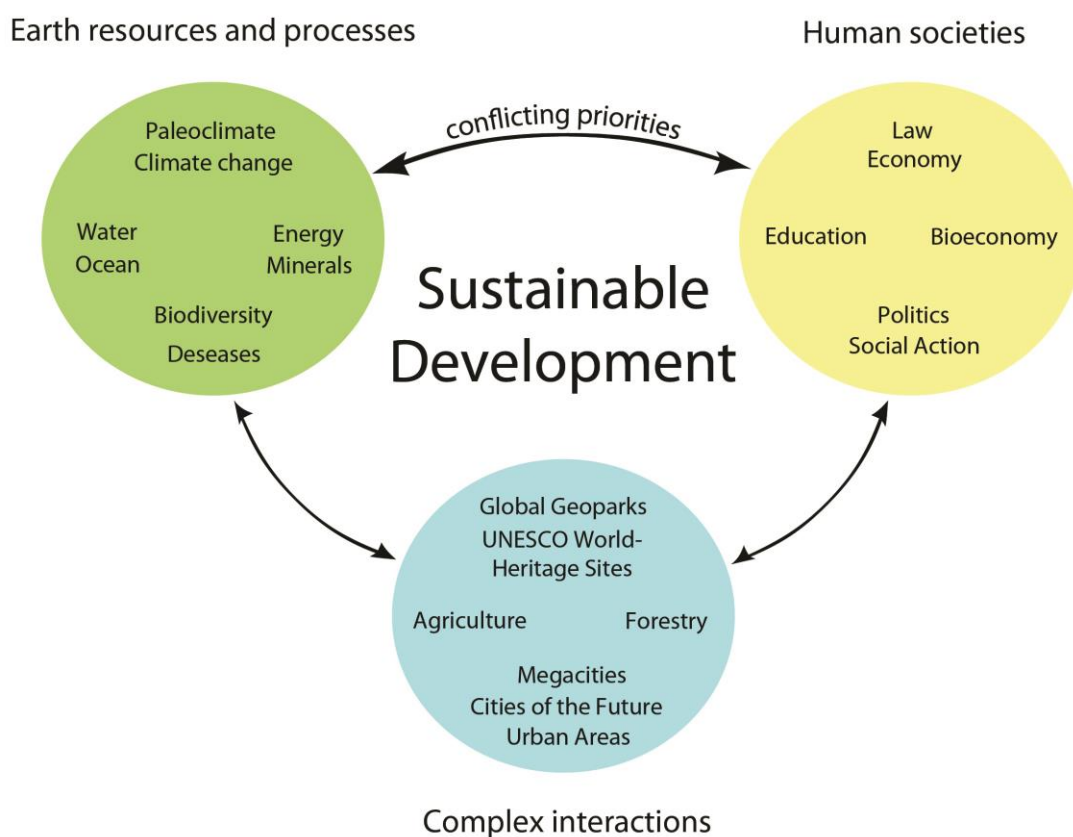 Earth resources and processes
Human societies
conflicting priorities
Paleoclimate
Climate change
Water
Ocean
Energy
Minerals
Biodiversity
Deseases
Law
Economy
Education
Bioeconomy
Politics
Social Action
Sustainable
Development
Global Geoparks
UNESCO World-
Heritage Sites
Agriculture
Forestry
Megacities
Cities of the Future
Urban Areas
Complex interactions